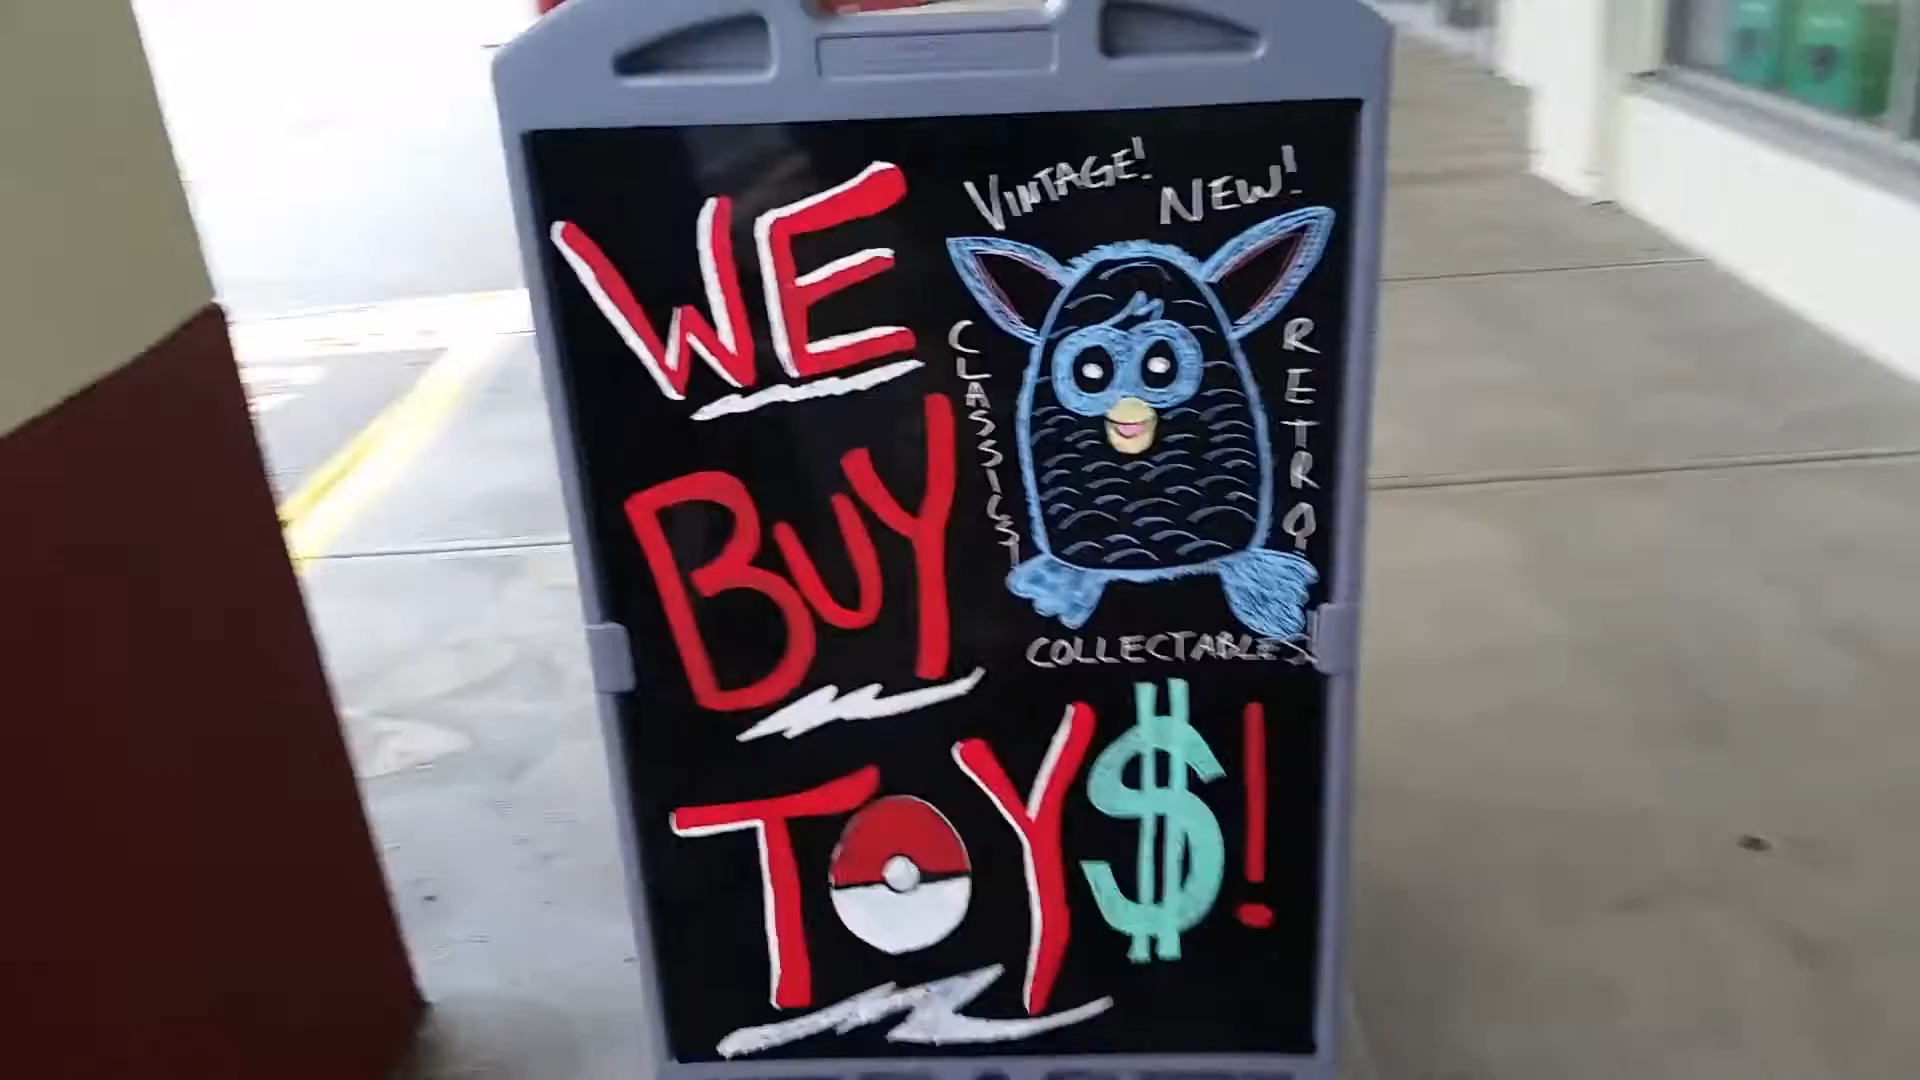 WE
BUY
TOY$!
VINTAGE!
NEW!
CLASSICS!
RETRO!
COLLECTABLES!